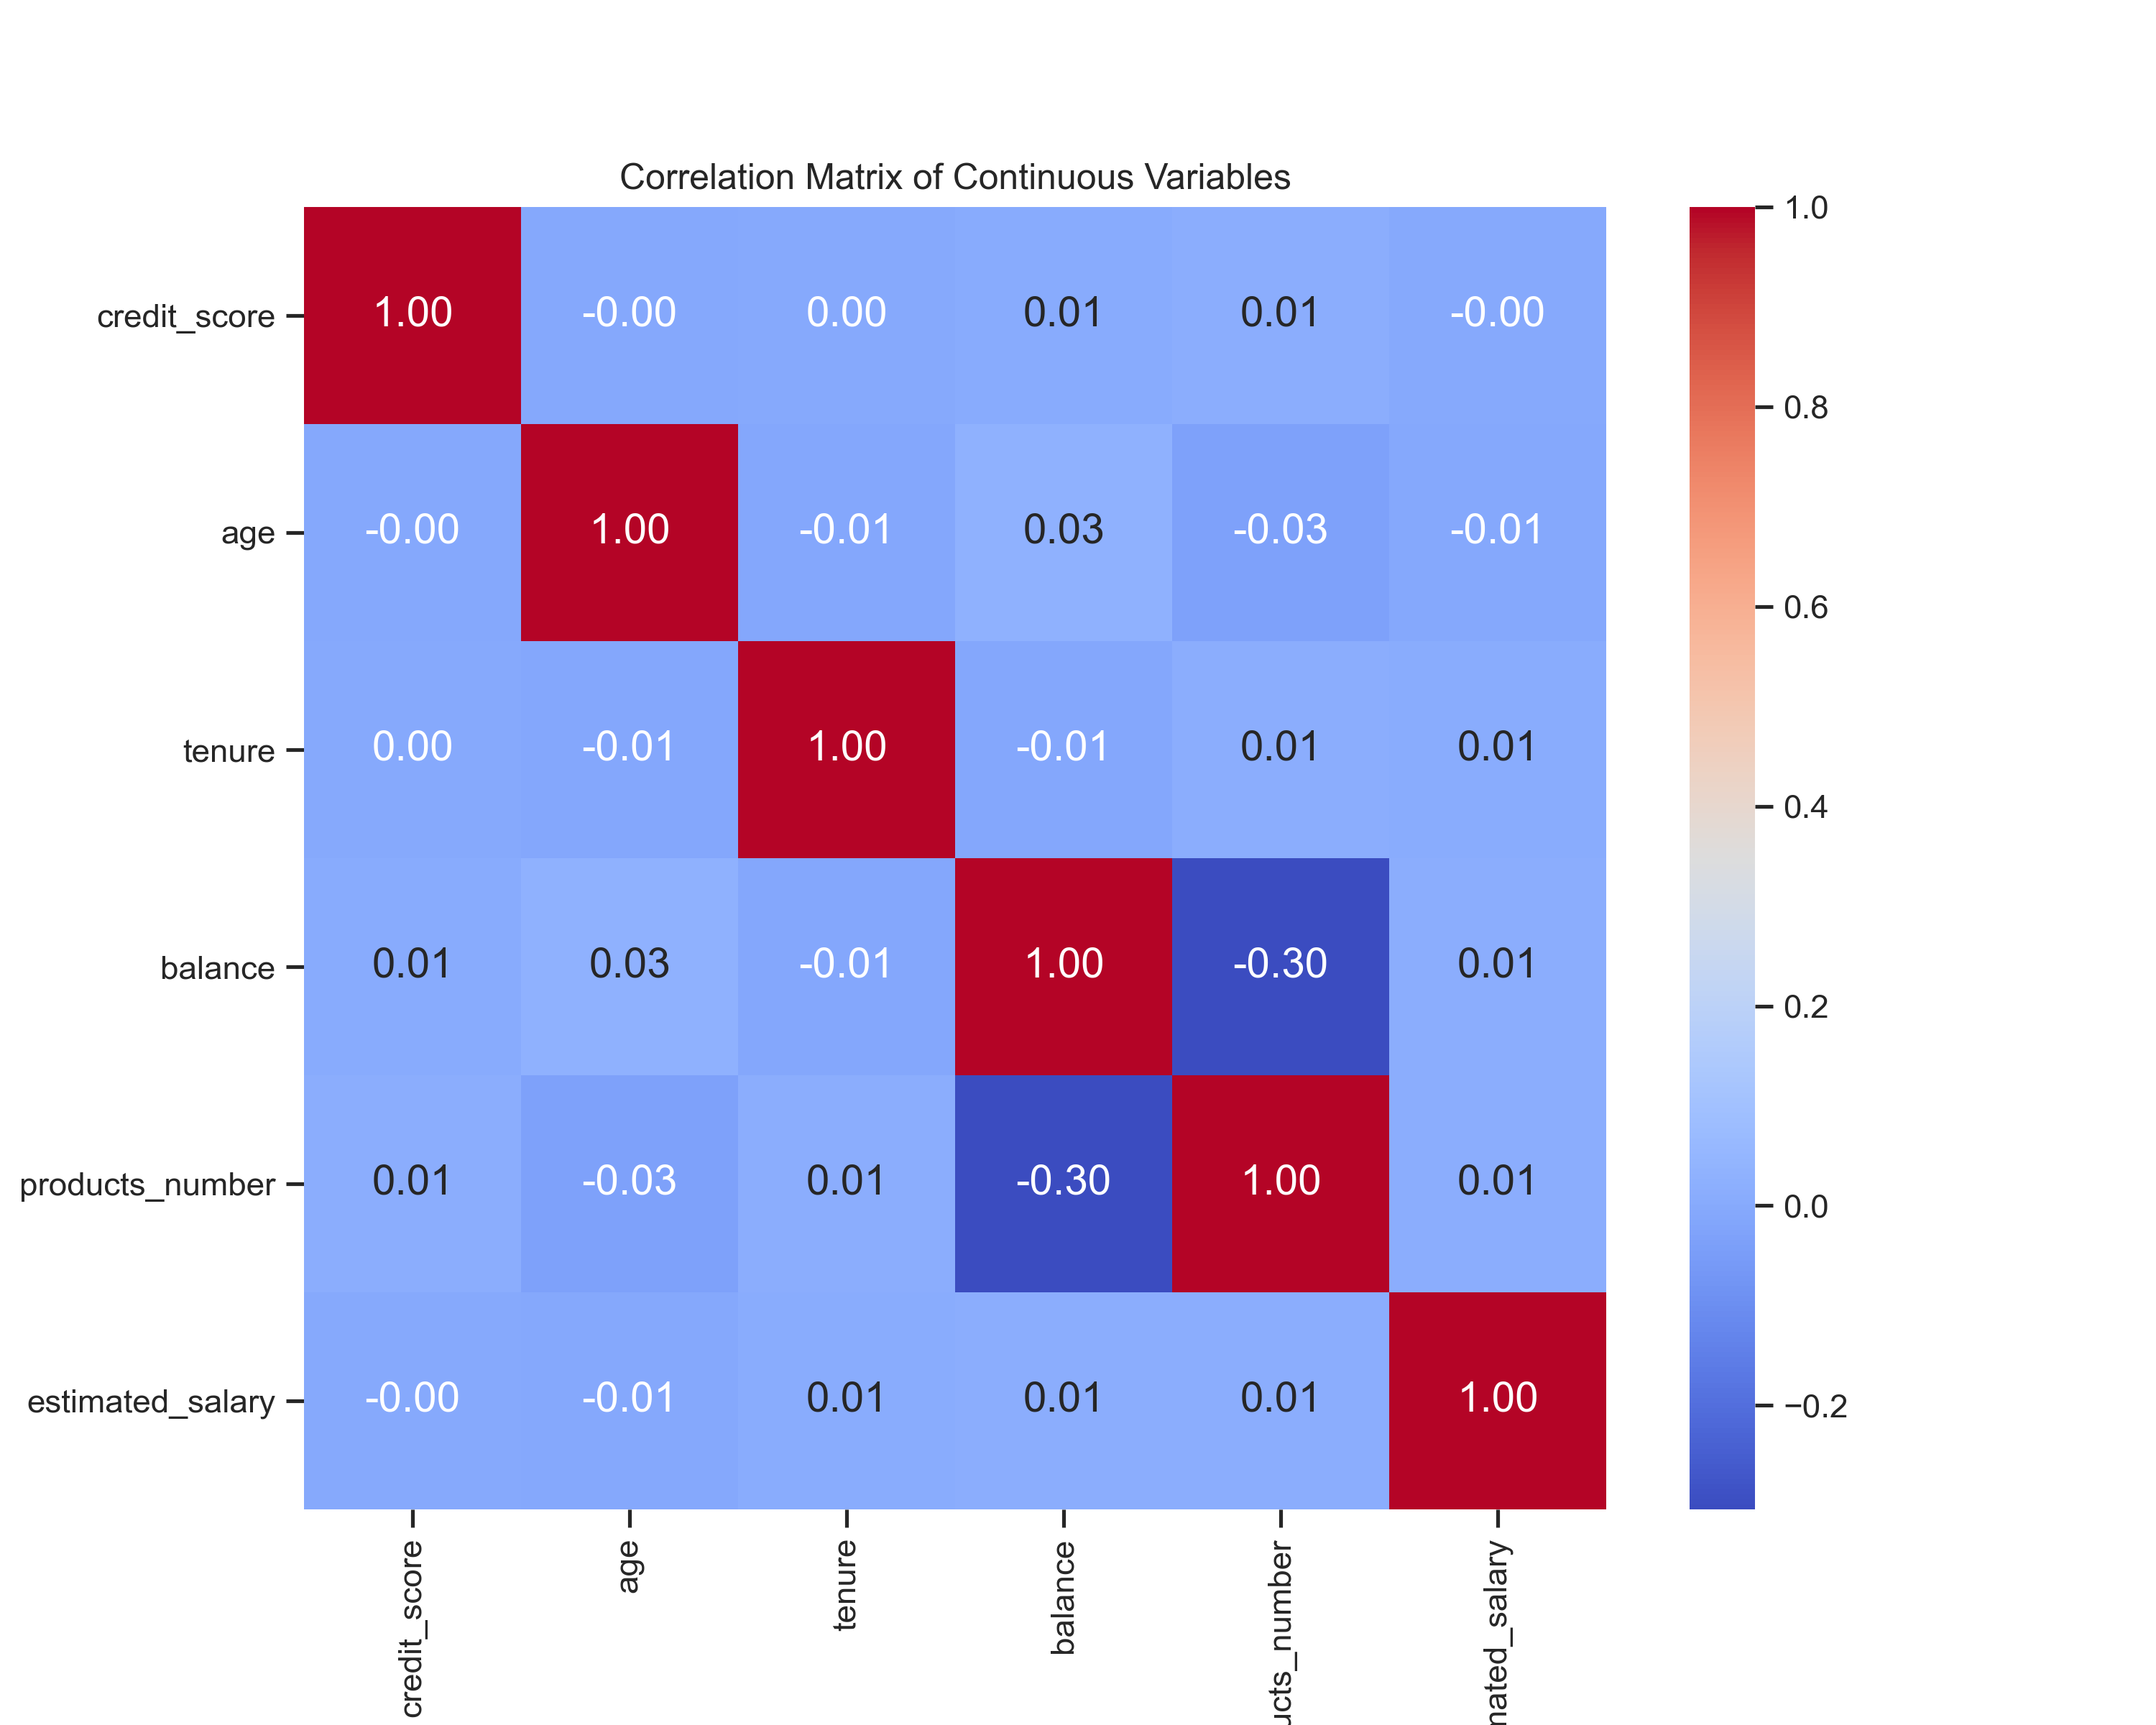 Correlation Matrix of Continuous Variables
credit_score 1.00 -0.00 0.00 0.01 0.01 -0.00
age -0.00 1.00 -0.01 0.03 -0.03 -0.01
tenure 0.00 -0.01 1.00 -0.01 0.01 0.01
balance 0.01 0.03 -0.01 1.00 -0.30 0.01
products_number 0.01 -0.03 0.01 -0.30 1.00 0.01
estimated_salary -0.00 -0.01 0.01 0.01 0.01 1.00
credit_score
age
tenure
balance
ucts_number
nated_salary
1.0
0.8
0.6
0.4
0.2
0.0
−0.2